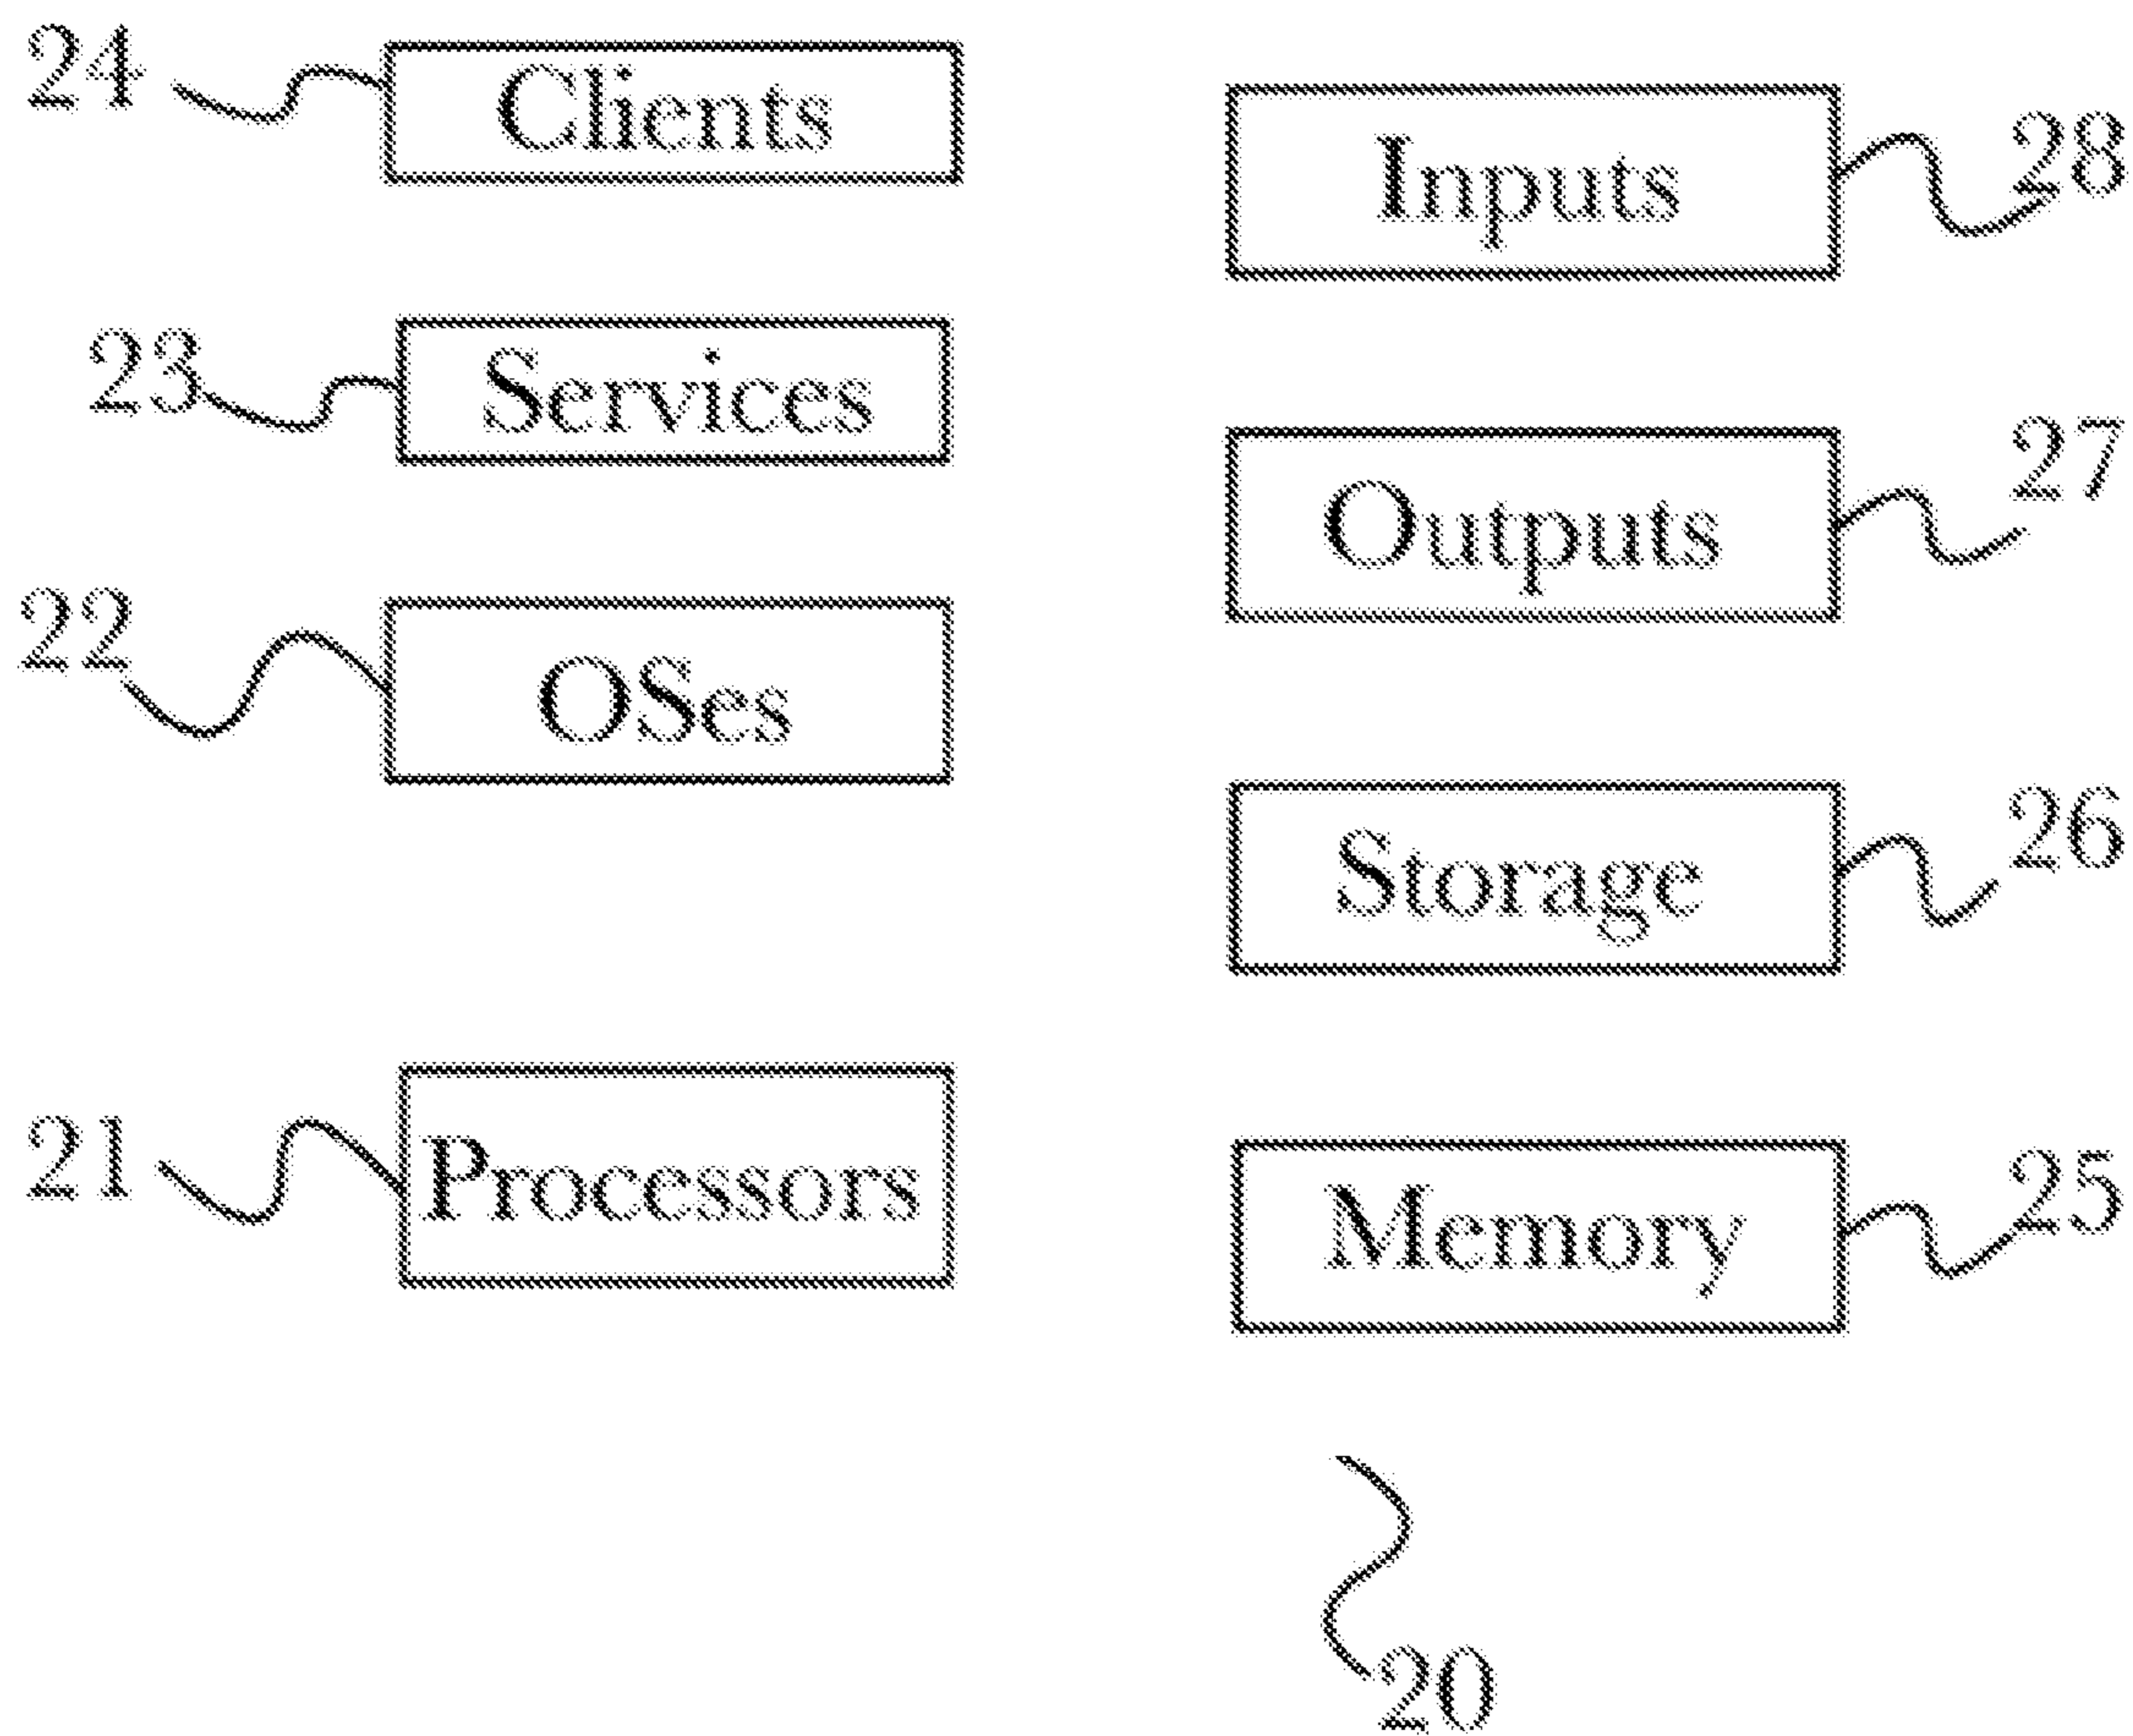 24
Clients
23
Services
22
OSes
21
Processors
Inputs
28
Outputs
27
Storage
26
Memory
25
20